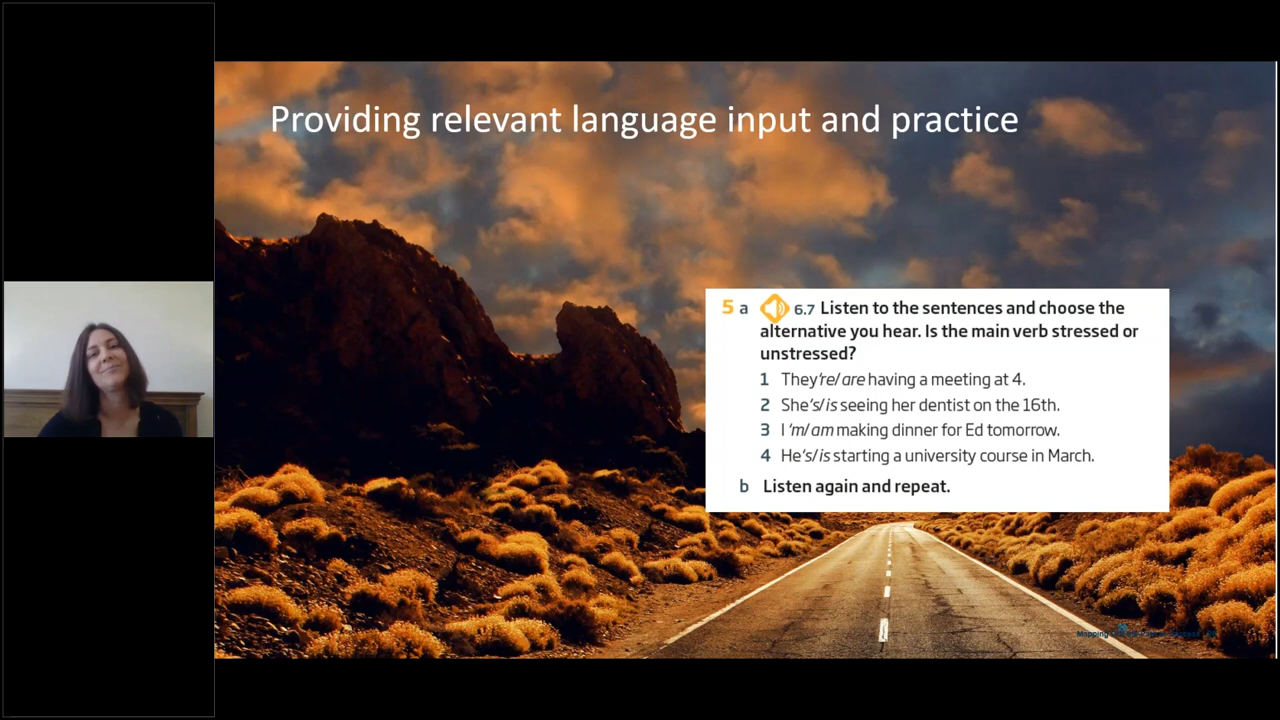 Providing relevant language input and practice
5 a 6.7 Listen to the sentences and choose the
alternative you hear. Is the main verb stressed or
unstressed?
1 They're/are having a meeting at 4.
2 She's/is seeing her dentist on the 16th.
3 I 'm/am making dinner for Ed tomorrow.
4 He's/is starting a university course in March.
b Listen again and repeat.
Mapping